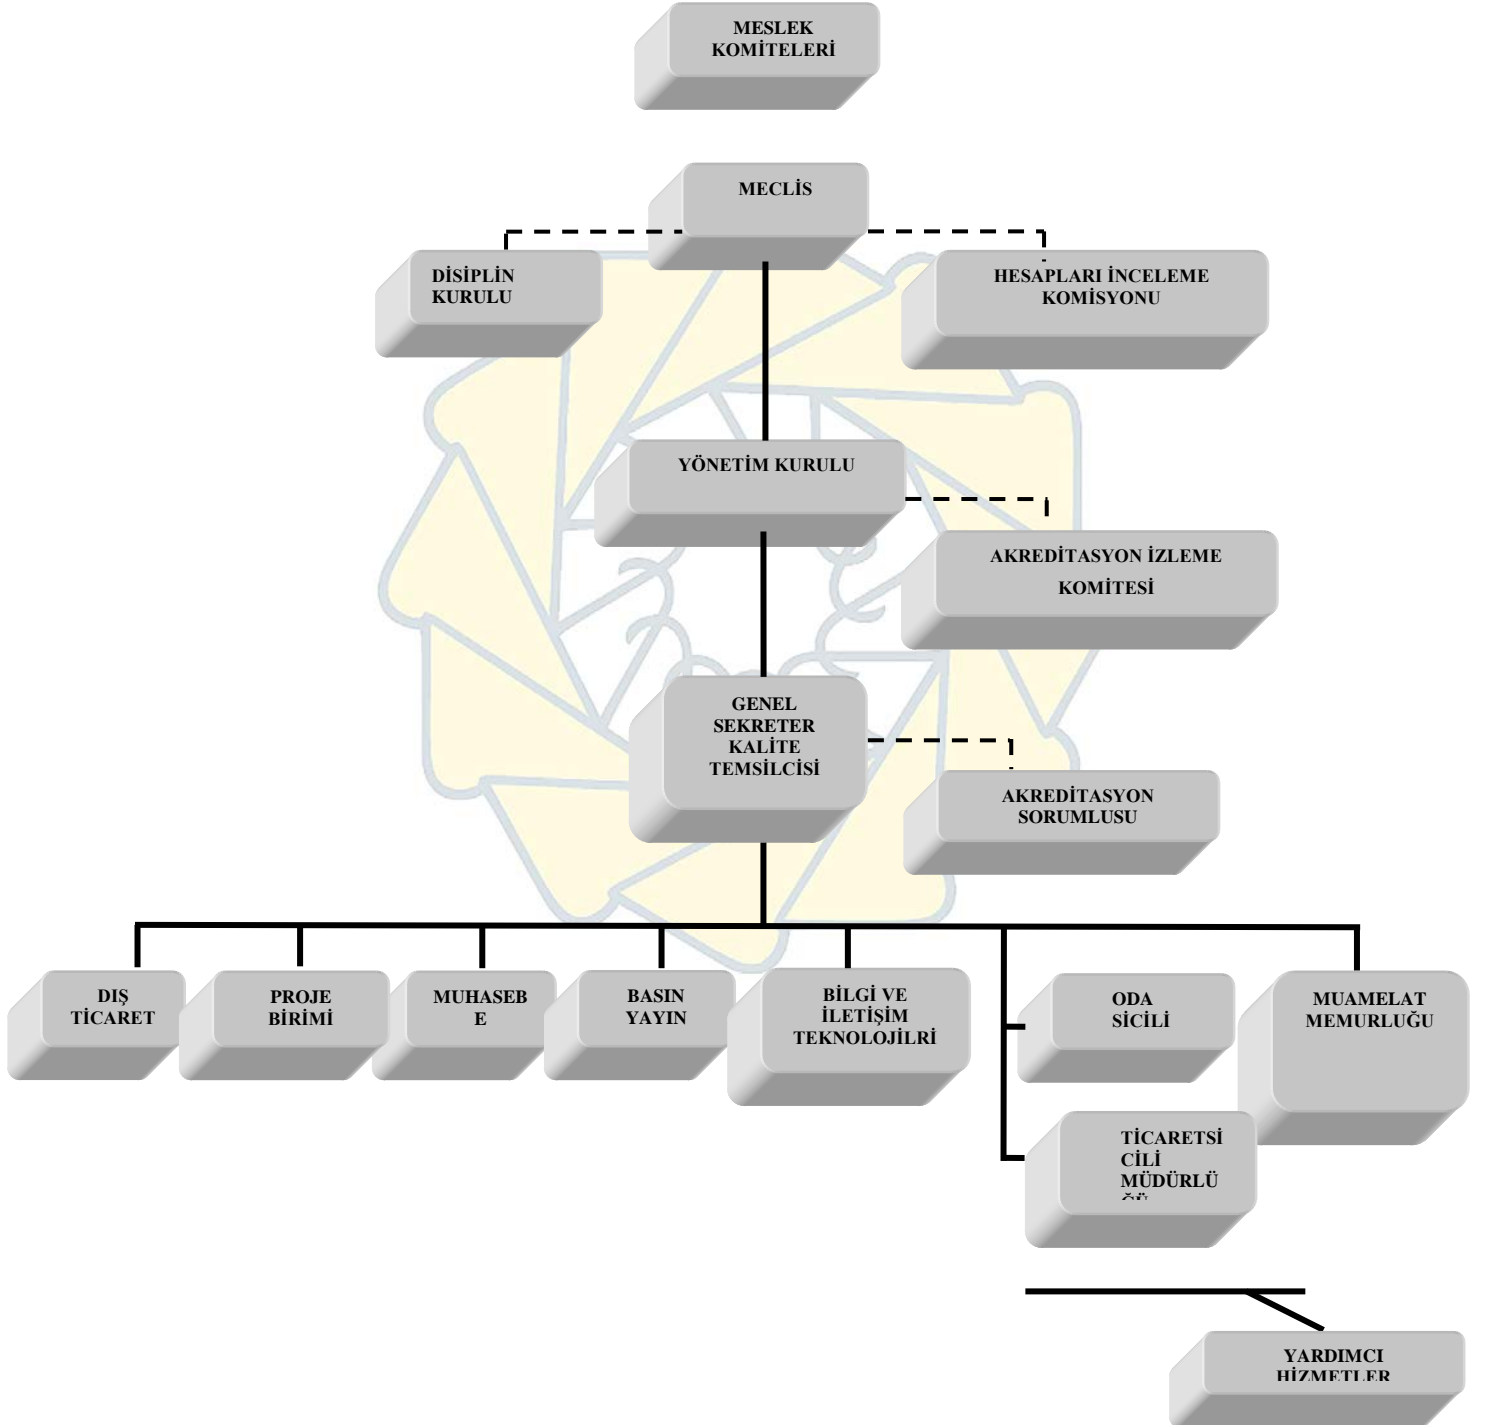 MESLEK
KOMİTELERİ
MECLİS
DİSİPLİN
KURULU
HESAPLARI İNCELEME
KOMİSYONU
YÖNETİM KURULU
AKREDİTASYON İZLEME
KOMİTESİ
GENEL
SEKRETER
KALİTE
TEMSİLCİSİ
AKREDİTASYON
SORUMLUSU
DIŞ
TİCARET
PROJE
BİRİMİ
MUHASEB
E
BASIN
YAYIN
BİLGİ VE
İLETİŞİM
TEKNOLOJİLRİ
ODA
SİCİLİ
MUAMELAT
MEMURLUĞU
TİCARETSİ
CİLİ
MÜDÜRLÜ
ĞÜ
YARDIMCI
HİZMETLER